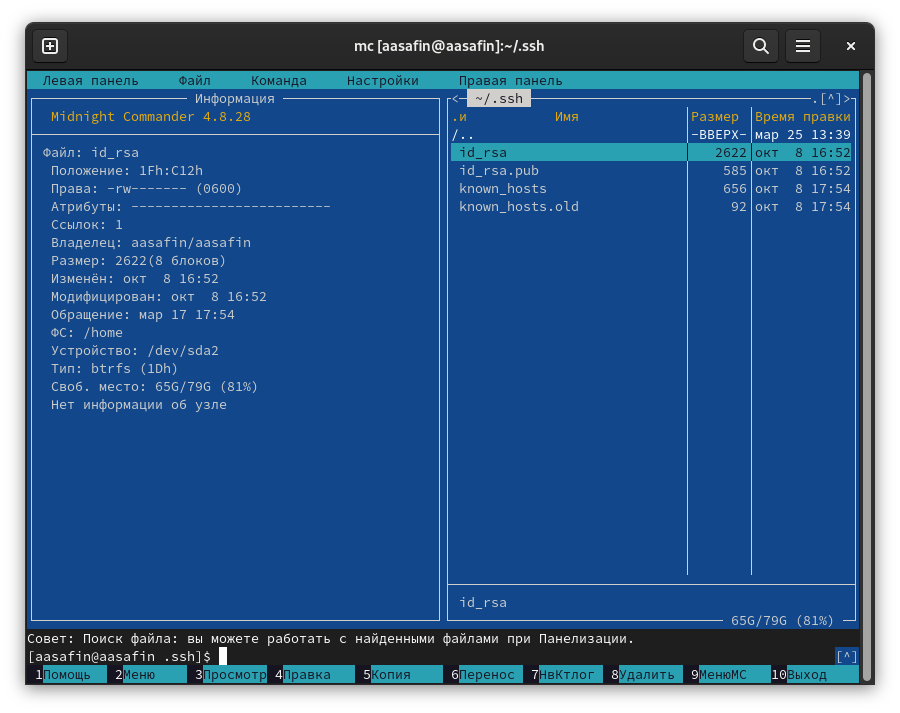 mc [aasafin@aasafin]:~/.ssh
Левая панель Файл Команда Настройки Правая панель
Информация
Midnight Commander 4.8.28
Файл: id_rsa
Положение: 1Fh:C12h
Права: -rw------- (0600)
Атрибуты: -------------------------
Ссылок: 1
Владелец: aasafin/aasafin
Размер: 2622(8 блоков)
Изменён: окт  8 16:52
Модифицирован: окт  8 16:52
Обращение: мар 17 17:54
ФС: /home
Устройство: /dev/sda2
Тип: btrfs (1Dh)
Своб. место: 65G/79G (81%)
Нет информации об узле
<─ ~/.ssh .[^]>
.и Имя Размер Время правки
/.. -ВВЕРХ- мар 25 13:39
id_rsa 2622 окт  8 16:52
id_rsa.pub 585 окт  8 16:52
known_hosts 656 окт  8 17:54
known_hosts.old 92 окт  8 17:54
id_rsa
65G/79G (81%)
Совет: Поиск файла: вы можете работать с найденными файлами при Панелизации.
[aasafin@aasafin .ssh]$ [^]
1Помощь 2Меню 3Просмотр 4Правка 5Копия 6Перенос 7НвКтлог 8Удалить 9МенюМС 10Выход